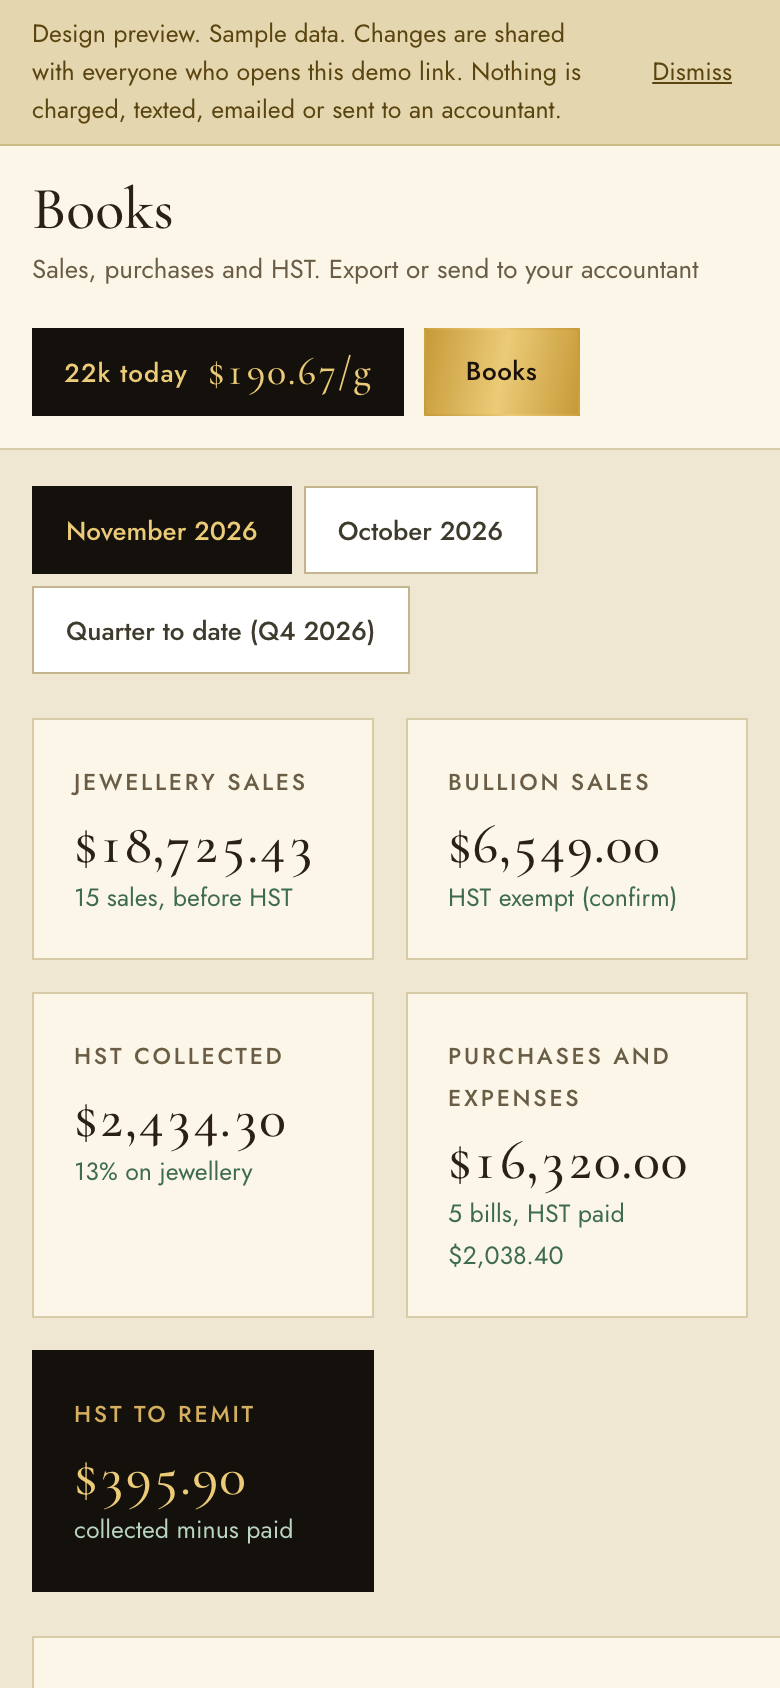 Design preview. Sample data. Changes are shared
with everyone who opens this demo link. Nothing is
charged, texted, emailed or sent to an accountant.
Dismiss
Books
Sales, purchases and HST. Export or send to your accountant
22k today $190.67/g
Books
November 2026
October 2026
Quarter to date (Q4 2026)
JEWELLERY SALES
$18,725.43
15 sales, before HST
BULLION SALES
$6,549.00
HST exempt (confirm)
HST COLLECTED
$2,434.30
13% on jewellery
PURCHASES AND
EXPENSES
$16,320.00
5 bills, HST paid
$2,038.40
HST TO REMIT
$395.90
collected minus paid